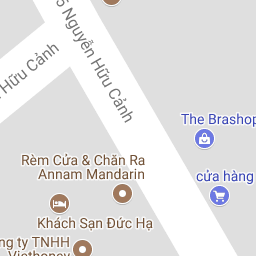 Nguyễn Hữu Cảnh
Hữu Cảnh
The Brashop
Rèm Cửa & Chăn Ra
Annam Mandarin
cửa hàng
Khách Sạn Đức Hạ
TNHH